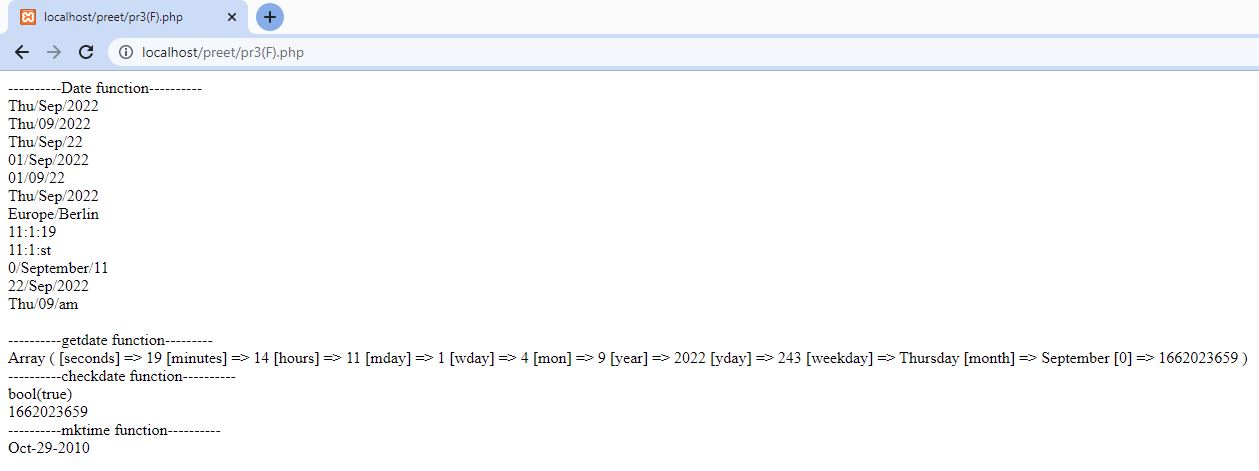 localhost/preet/pr3(F).php
localhost/preet/pr3(F).php
----------Date function----------
Thu/Sep/2022
Thu/09/2022
Thu/Sep/22
01/Sep/2022
01/09/22
Thu/Sep/2022
Europe/Berlin
11:1:19
11:1:st
0/September/11
22/Sep/2022
Thu/09/am
----------getdate function---------
Array ( [seconds] => 19 [minutes] => 14 [hours] => 11 [mday] => 1 [wday] => 4 [mon] => 9 [year] => 2022 [yday] => 243 [weekday] => Thursday [month] => September [0] => 1662023659 )
----------checkdate function----------
bool(true)
1662023659
----------mktime function----------
Oct-29-2010